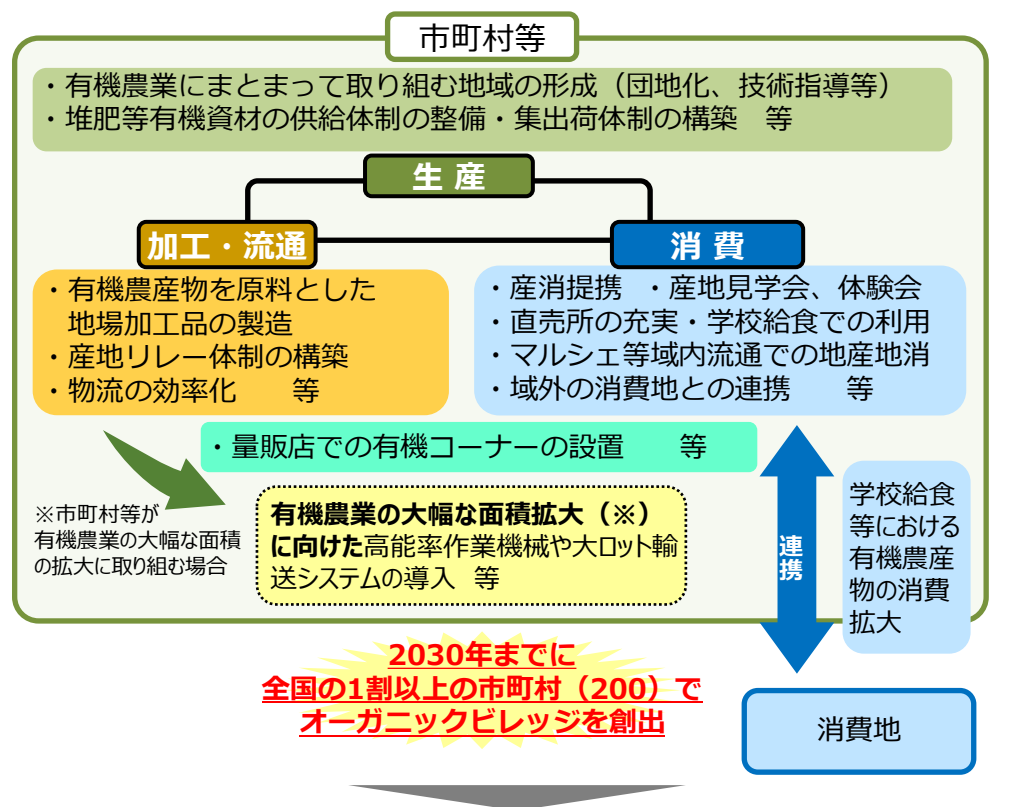 市町村等
・有機農業にまとまって取り組む地域の形成（団地化、技術指導等）
・堆肥等有機資材の供給体制の整備・集出荷体制の構築　等
生 産
加工・流通
・有機農産物を原料とした
地場加工品の製造
・産地リレー体制の構築
・物流の効率化　　等
消 費
・産消提携　・産地見学会、体験会
・直売所の充実・学校給食での利用
・マルシェ等域内流通での地産地消
・域外の消費地との連携　　等
・量販店での有機コーナーの設置　　等
※市町村等が
有機農業の大幅な面積
の拡大に取り組む場合
有機農業の大幅な面積拡大（※）
に向けた高能率作業機械や大ロット輸
送システムの導入　等
連携
学校給食
等における
有機農産
物の消費
拡大
2030年までに
全国の1割以上の市町村（200）で
オーガニックビレッジを創出
消費地